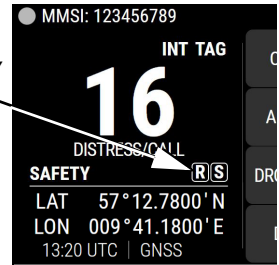 MMSI: 123456789
INT TAG
16
DISTRESS/CALL
SAFETY R S
LAT 57°12.7800'N
LON 009°41.1800'E
13:20 UTC | GNSS